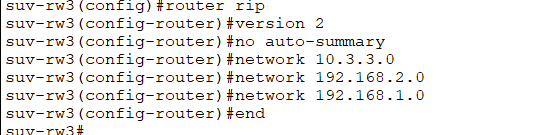 suv-rw3(config)#router rip
suv-rw3(config-router)#version 2
suv-rw3(config-router)#no auto-summary
suv-rw3(config-router)#network 10.3.3.0
suv-rw3(config-router)#network 192.168.2.0
suv-rw3(config-router)#network 192.168.1.0
suv-rw3(config-router)#end
suv-rw3#